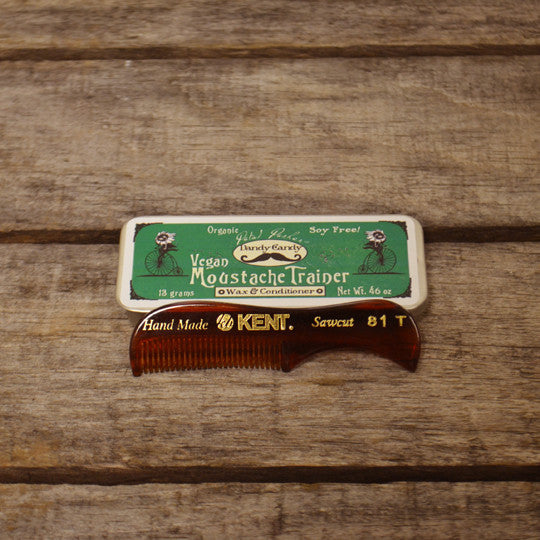 Organic Soy Free!
Dandy Candy
Vegan
Moustache Trainer
13 grams Wax & Conditioner Net Wt. 46 oz
Hand Made KENT. Sawcut 81 T